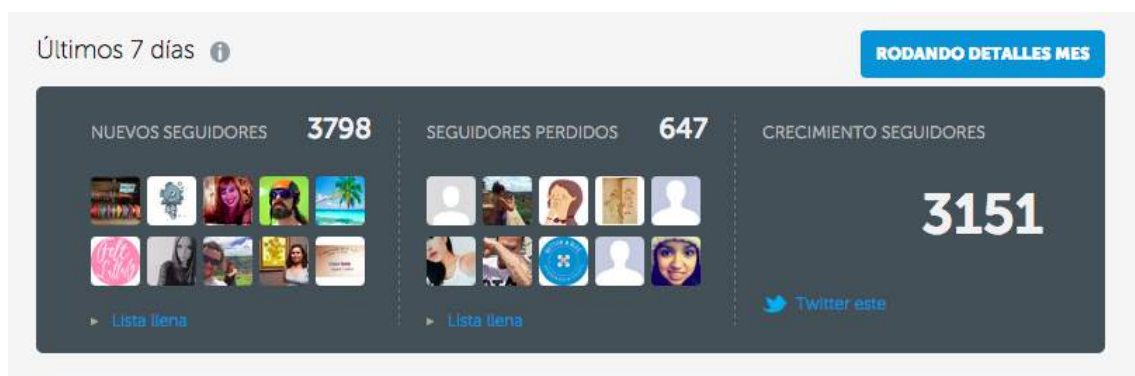 Últimos 7 días
RODANDO DETALLES MES
NUEVOS SEGUIDORES 3798
SEGUIDORES PERDIDOS 647
CRECIMIENTO SEGUIDORES
3151
Lista llena
Lista llena
Twitter este